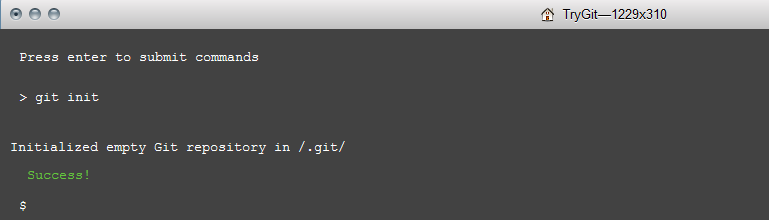 TryGit—1229x310
Press enter to submit commands
> git init
Initialized empty Git repository in /.git/
Success!
$